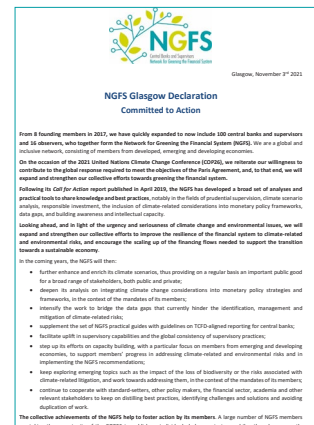 NGFS
Central Banks and Supervisors
Network for Greening the Financial System
Glasgow, November 3rd 2021
NGFS Glasgow Declaration
Committed to Action
From 8 founding members in 2017, we have quickly expanded to now include 100 central banks and supervisors
and 16 observers, who together form the Network for Greening the Financial System (NGFS). We are a global and
inclusive network, consisting of members from developed, emerging and developing economies.
On the occasion of the 2021 United Nations Climate Change Conference (COP26), we reiterate our willingness to
contribute to the global response required to meet the objectives of the Paris Agreement, and, to that end, we will
expand and strengthen our collective efforts towards greening the financial system.
Following its Call for Action report published in April 2019, the NGFS has developed a broad set of analyses and
practical tools to share knowledge and best practices, notably in the fields of prudential supervision, climate scenario
analysis, responsible investment, the inclusion of climate-related considerations into monetary policy frameworks,
data gaps, and building awareness and intellectual capacity.
Looking ahead, and in light of the urgency and seriousness of climate change and environmental issues, we will
expand and strengthen our collective efforts to improve the resilience of the financial system to climate-related
and environmental risks, and encourage the scaling up of the financing flows needed to support the transition
towards a sustainable economy.
In the coming years, the NGFS will then:
• further enhance and enrich its climate scenarios, thus providing on a regular basis an important public good
for a broad range of stakeholders, both public and private;
• deepen its analysis on integrating climate change considerations into monetary policy strategies and
frameworks, in the context of the mandates of its members;
• intensify the work to bridge the data gaps that currently hinder the identification, management and
mitigation of climate-related risks;
• supplement the set of NGFS practical guides with guidelines on TCFD-aligned reporting for central banks;
• facilitate uplift in supervisory capabilities and the global consistency of supervisory practices;
• step up its efforts on capacity building, with a particular focus on members from emerging and developing
economies, to support members' progress in addressing climate-related and environmental risks and in
implementing the NGFS recommendations;
• keep exploring emerging topics such as the impact of the loss of biodiversity or the risks associated with
climate-related litigation, and work towards addressing them, in the context of the mandates of its members;
• continue to cooperate with standard-setters, other policy makers, the financial sector, academia and other
relevant stakeholders to keep on distilling best practices, identifying challenges and solutions and avoiding
duplication of work.
The collective achievements of the NGFS help to foster action by its members. A large number of NGFS members